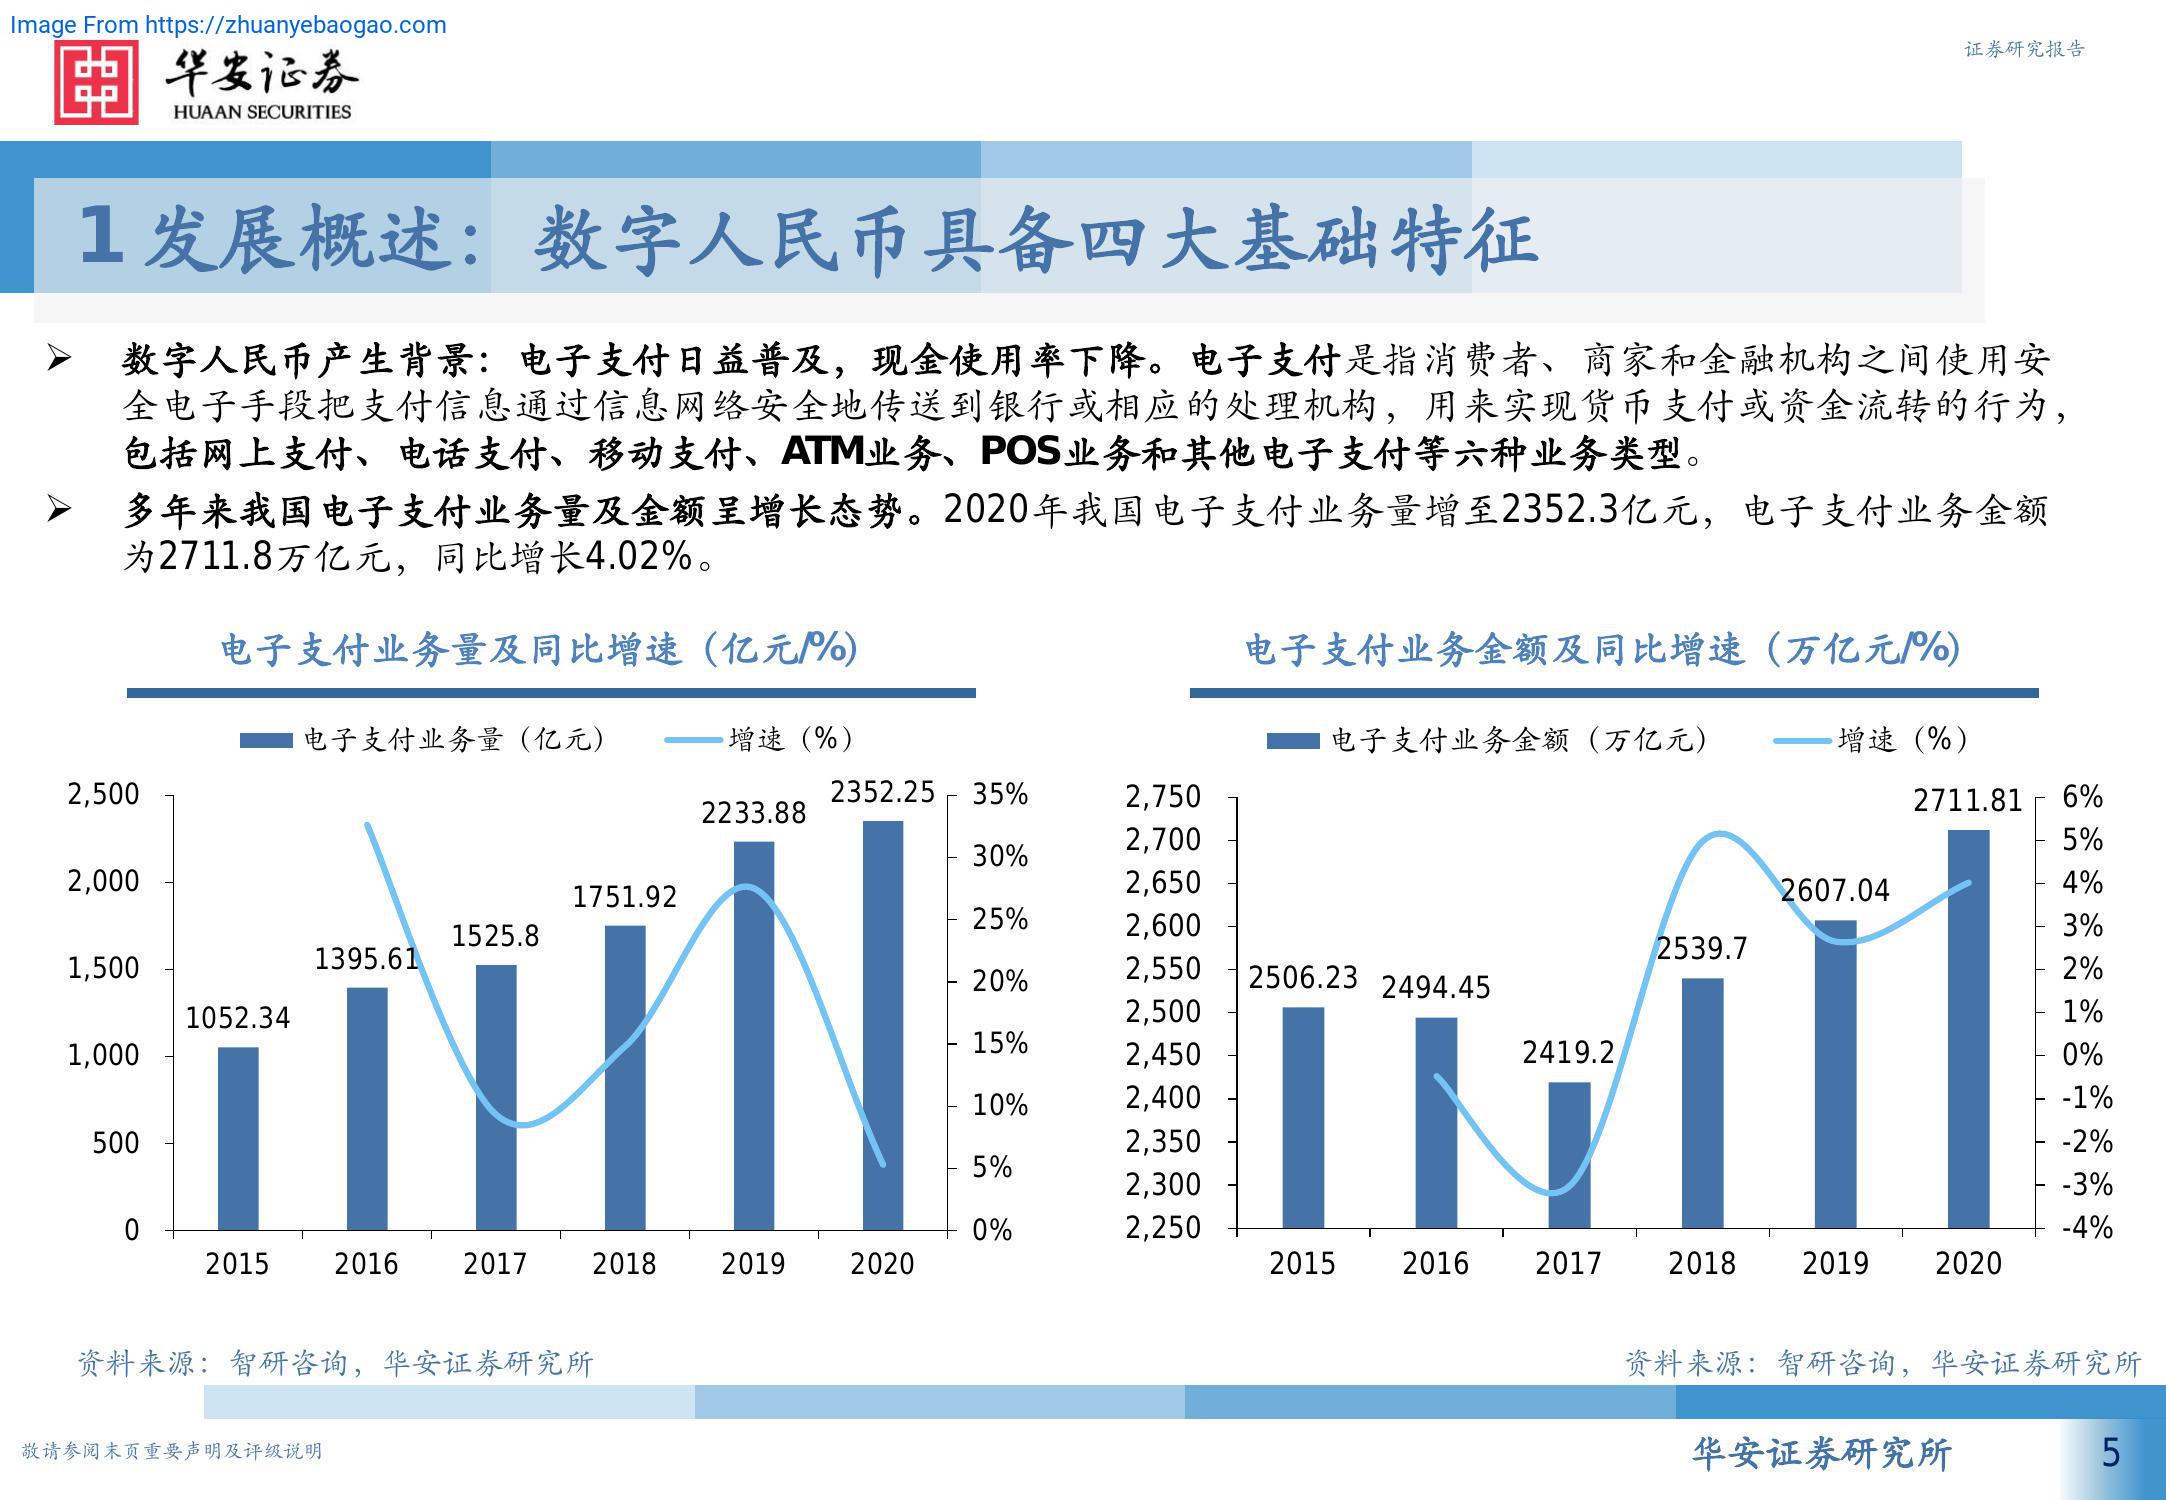 Image From https://zhuanyebaogao.com
华安证券
HUAAN SECURITIES
证券研究报告
1 发展概述：数字人民币具备四大基础特征
➢ 数字人民币产生背景：电子支付日益普及，现金使用率下降。电子支付是指消费者、商家和金融机构之间使用安
全电子手段把支付信息通过信息网络安全地传送到银行或相应的处理机构，用来实现货币支付或资金流转的行为，
包括网上支付、电话支付、移动支付、ATM业务、POS业务和其他电子支付等六种业务类型。
➢ 多年来我国电子支付业务量及金额呈增长态势。2020年我国电子支付业务量增至2352.3亿元，电子支付业务金额
为2711.8万亿元，同比增长4.02%。
电子支付业务量及同比增速（亿元/%）
电子支付业务量（亿元） 增速（%）
2,500
2,000
1,500
1,000
500
0
1052.34
1395.61
1525.8
1751.92
2233.88
2352.25
35%
30%
25%
20%
15%
10%
5%
0%
2015 2016 2017 2018 2019 2020
资料来源：智研咨询，华安证券研究所
电子支付业务金额及同比增速（万亿元/%）
电子支付业务金额（万亿元） 增速（%）
2,750
2,700
2,650
2,600
2,550
2,500
2,450
2,400
2,350
2,300
2,250
2506.23
2494.45
2419.2
2539.7
2607.04
2711.81
6%
5%
4%
3%
2%
1%
0%
-1%
-2%
-3%
-4%
2015 2016 2017 2018 2019 2020
资料来源：智研咨询，华安证券研究所
敬请参阅末页重要声明及评级说明
华安证券研究所
5